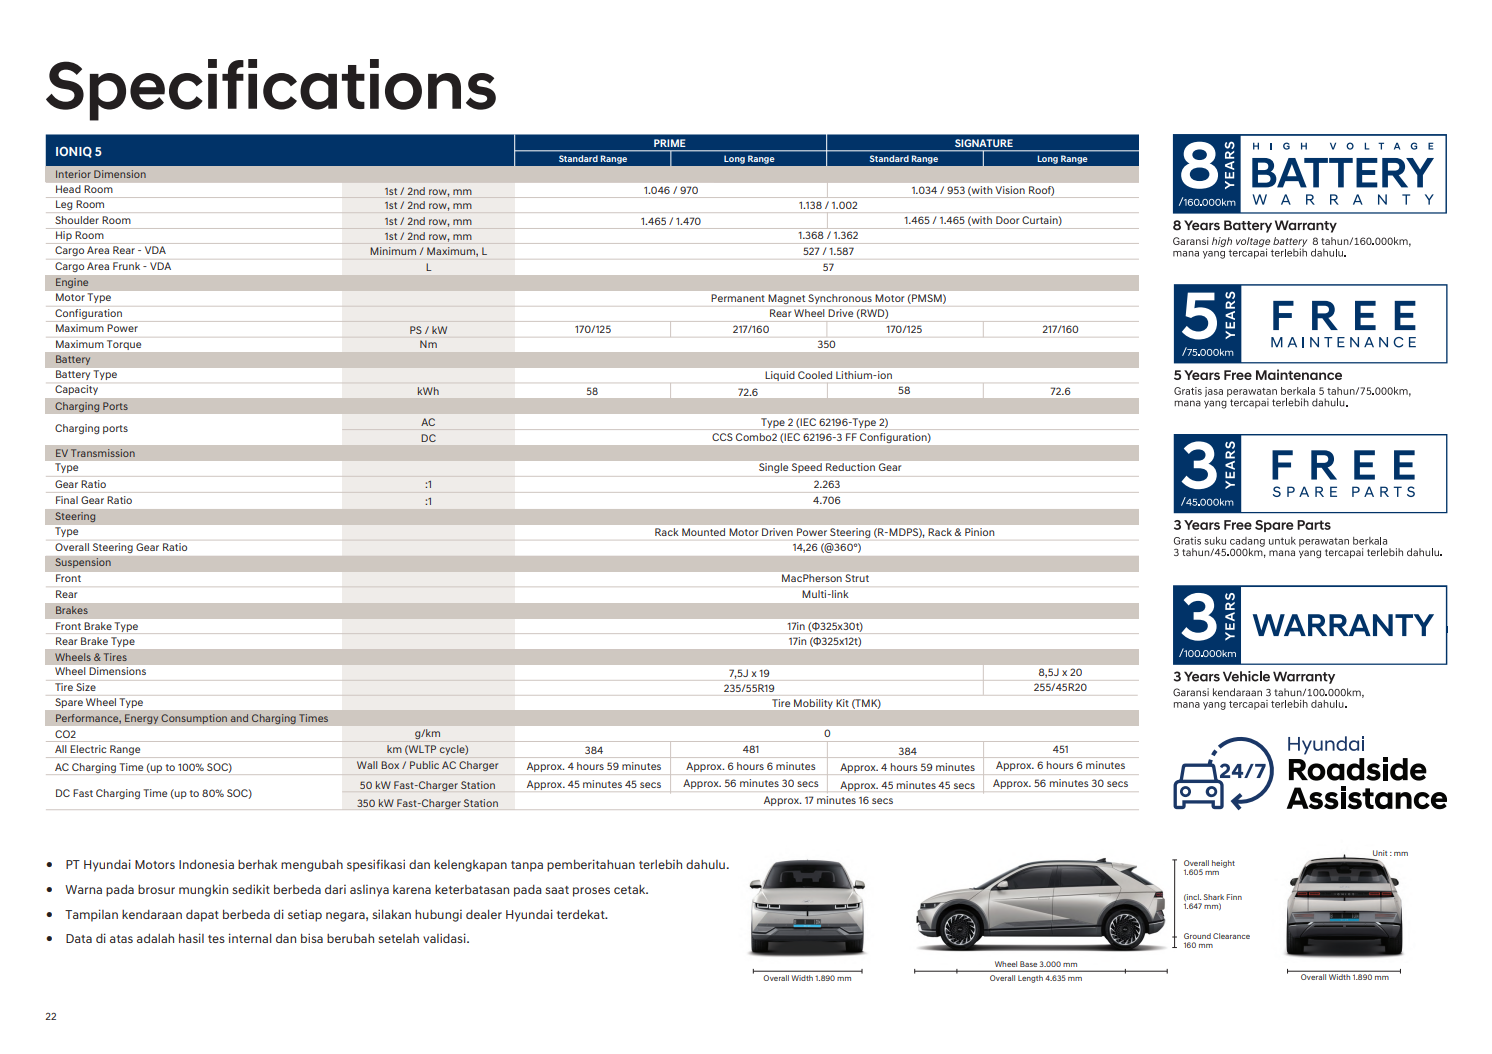 Specifications
IONIQ 5
PRIME
SIGNATURE
Standard Range
Long Range
Standard Range
Long Range
Interior Dimension
Head Room 1st / 2nd row, mm 1.046 / 970 1.034 / 953 (with Vision Roof)
Leg Room 1st / 2nd row, mm 1.138 / 1.002
Shoulder Room 1st / 2nd row, mm 1.465 / 1.470 1.465 / 1.465 (with Door Curtain)
Hip Room 1st / 2nd row, mm 1.368 / 1.362
Cargo Area Rear - VDA Minimum / Maximum, L 527 / 1.587
Cargo Area Frunk - VDA L 57
Engine
Motor Type Permanent Magnet Synchronous Motor (PMSM)
Configuration Rear Wheel Drive (RWD)
Maximum Power PS / kW 170/125 217/160 170/125 217/160
Maximum Torque Nm 350
Battery
Battery Type Liquid Cooled Lithium-ion
Capacity kWh 58 72.6 58 72.6
Charging Ports
Charging ports
AC Type 2 (IEC 62196-Type 2)
DC CCS Combo2 (IEC 62196-3 FF Configuration)
EV Transmission
Type Single Speed Reduction Gear
Gear Ratio :1 2.263
Final Gear Ratio :1 4.706
Steering
Type Rack Mounted Motor Driven Power Steering (R-MDPS), Rack & Pinion
Overall Steering Gear Ratio 14,26 (@360°)
Suspension
Front MacPherson Strut
Rear Multi-link
Brakes
Front Brake Type 17in (Φ325x30t)
Rear Brake Type 17in (Φ325x12t)
Wheels & Tires
Wheel Dimensions 7,5J x 19 8,5J x 20
Tire Size 235/55R19 255/45R20
Spare Wheel Type Tire Mobility Kit (TMK)
Performance, Energy Consumption and Charging Times
CO2 g/km 0
All Electric Range km (WLTP cycle) 384 481 384 451
AC Charging Time (up to 100% SOC) Wall Box / Public AC Charger Approx. 4 hours 59 minutes Approx. 6 hours 6 minutes Approx. 4 hours 59 minutes Approx. 6 hours 6 minutes
DC Fast Charging Time (up to 80% SOC)
50 kW Fast-Charger Station Approx. 45 minutes 45 secs Approx. 56 minutes 30 secs Approx. 45 minutes 45 secs Approx. 56 minutes 30 secs
350 kW Fast-Charger Station Approx. 17 minutes 16 secs
8 YEARS
/160.000km
HIGH VOLTAGE
BATTERY
WARRANTY
8 Years Battery Warranty
Garansi high voltage battery 8 tahun/160.000km,
mana yang tercapai terlebih dahulu.
5 YEARS
/75.000km
FREE
MAINTENANCE
5 Years Free Maintenance
Gratis jasa perawatan berkala 5 tahun/75.000km,
mana yang tercapai terlebih dahulu.
3 YEARS
/45.000km
FREE
SPARE PARTS
3 Years Free Spare Parts
Gratis suku cadang untuk perawatan berkala
3 tahun/45.000km, mana yang tercapai terlebih dahulu.
3 YEARS
/100.000km
WARRANTY
3 Years Vehicle Warranty
Garansi kendaraan 3 tahun/100.000km,
mana yang tercapai terlebih dahulu.
24/7
Hyundai
Roadside
Assistance
• PT Hyundai Motors Indonesia berhak mengubah spesifikasi dan kelengkapan tanpa pemberitahuan terlebih dahulu.
• Warna pada brosur mungkin sedikit berbeda dari aslinya karena keterbatasan pada saat proses cetak.
• Tampilan kendaraan dapat berbeda di setiap negara, silakan hubungi dealer Hyundai terdekat.
• Data di atas adalah hasil tes internal dan bisa berubah setelah validasi.
Overall Width 1.890 mm
Wheel Base 3.000 mm
Overall Length 4.635 mm
Overall height
1.605 mm
(incl. Shark Finn
1.647 mm)
Ground Clearance
160 mm
Unit : mm
Overall Width 1.890 mm
22